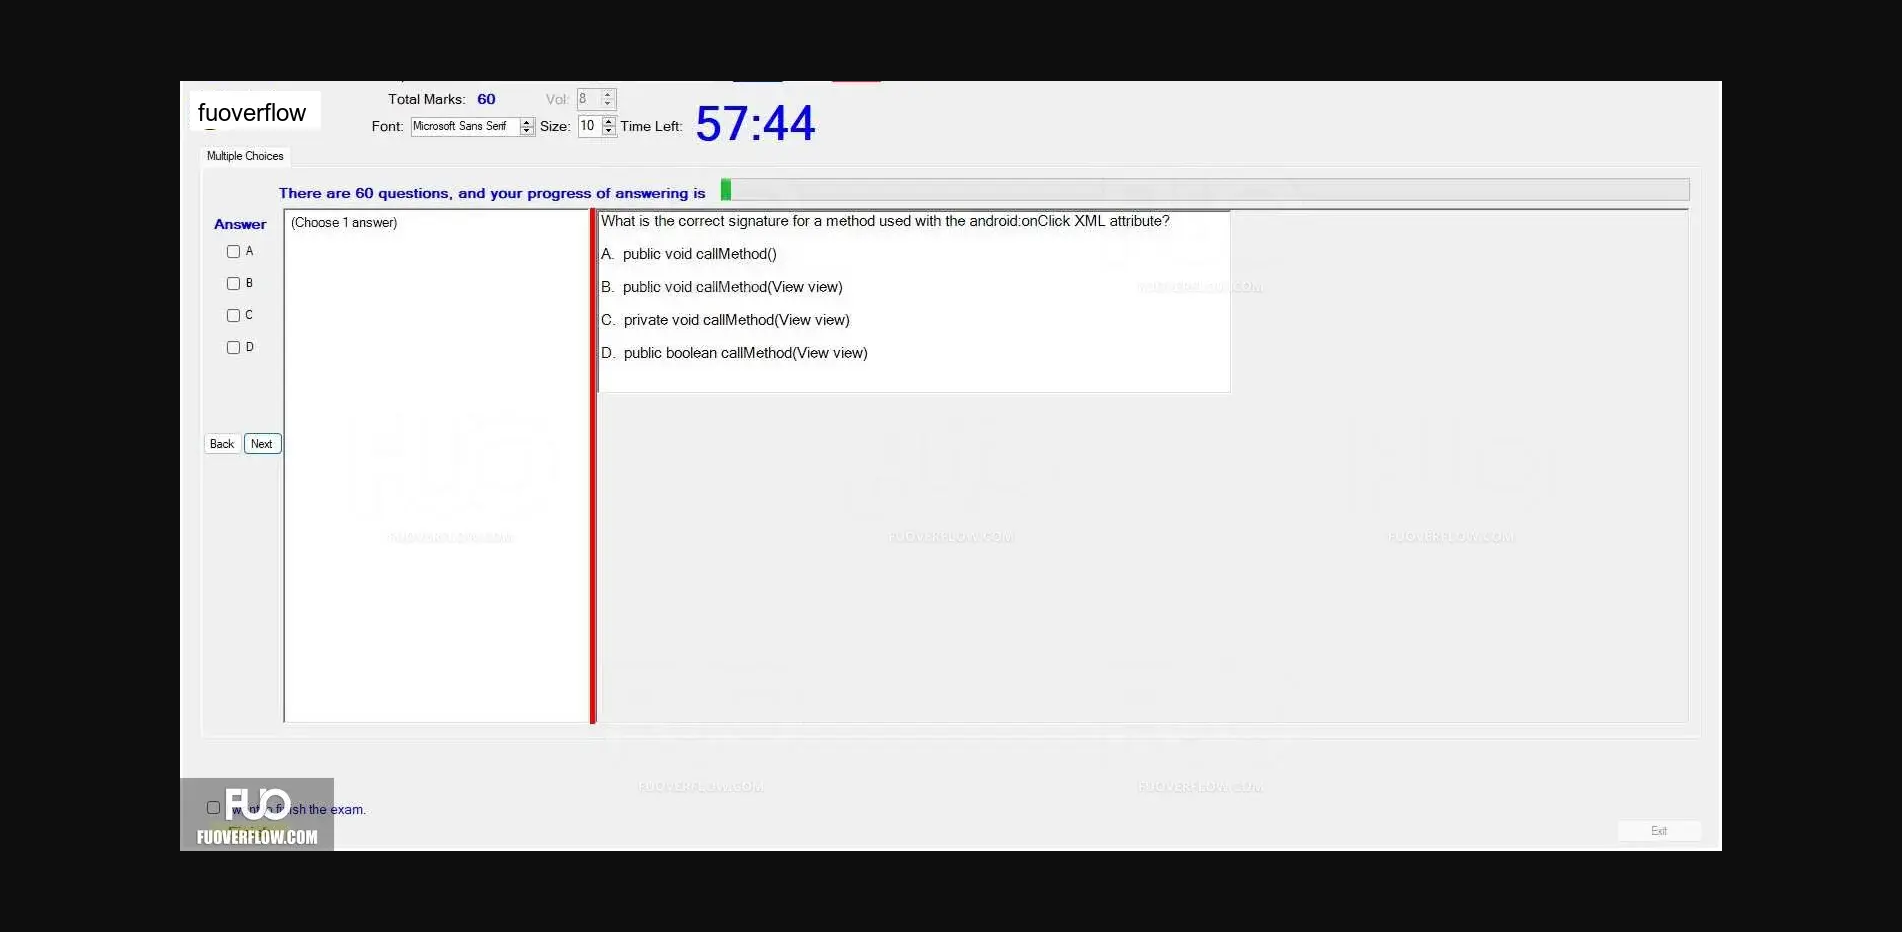 fuoverflow
Total Marks: 60 Vol: 8
Font: Microsoft Sans Serif Size: 10 Time Left: 57:44
Multiple Choices
There are 60 questions, and your progress of answering is
Answer
(Choose 1 answer)
A
B
C
D
Back Next
What is the correct signature for a method used with the android:onClick XML attribute?
A. public void callMethod()
B. public void callMethod(View view)
C. private void callMethod(View view)
D. public boolean callMethod(View view)
FUOVERFLOW.COM
FUOVERFLOW.COM
FUOVERFLOW.COM
FUOVERFLOW.COM
FUOVERFLOW.COM
FUOVERFLOW.COM
FUO
want to finish the exam.
FUOVERFLOW.COM
Exit